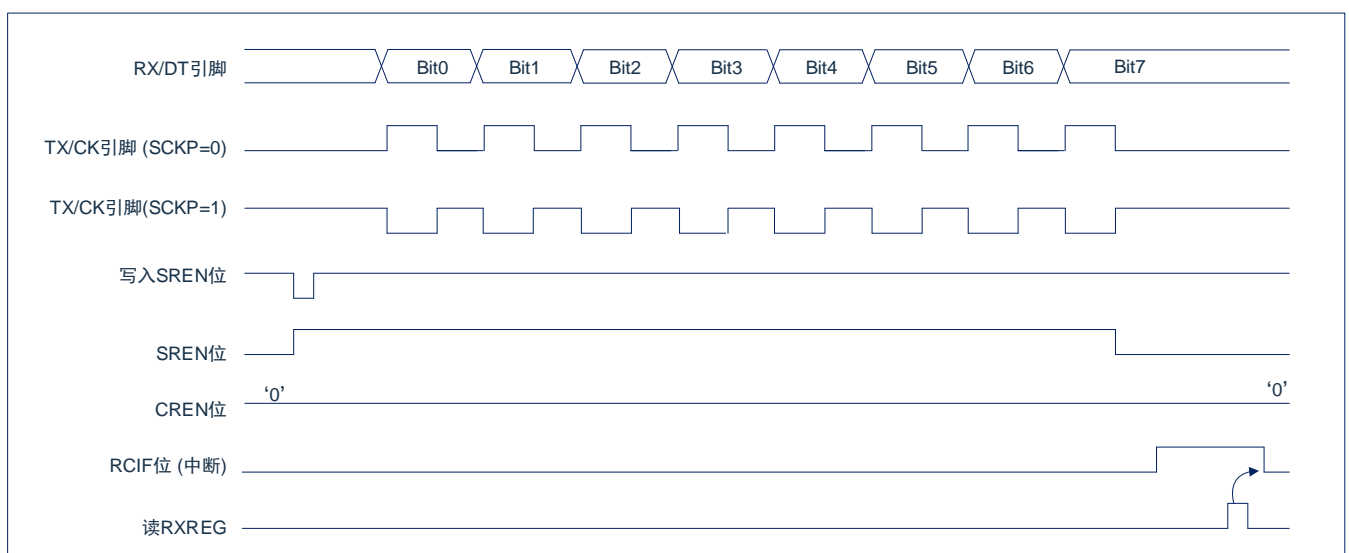 RX/DT引脚 Bit0 Bit1 Bit2 Bit3 Bit4 Bit5 Bit6 Bit7
TX/CK引脚 (SCKP=0)
TX/CK引脚(SCKP=1)
写入SREN位
SREN位
‘0’ ‘0’
CREN位
RCIF位 (中断)
读RXREG